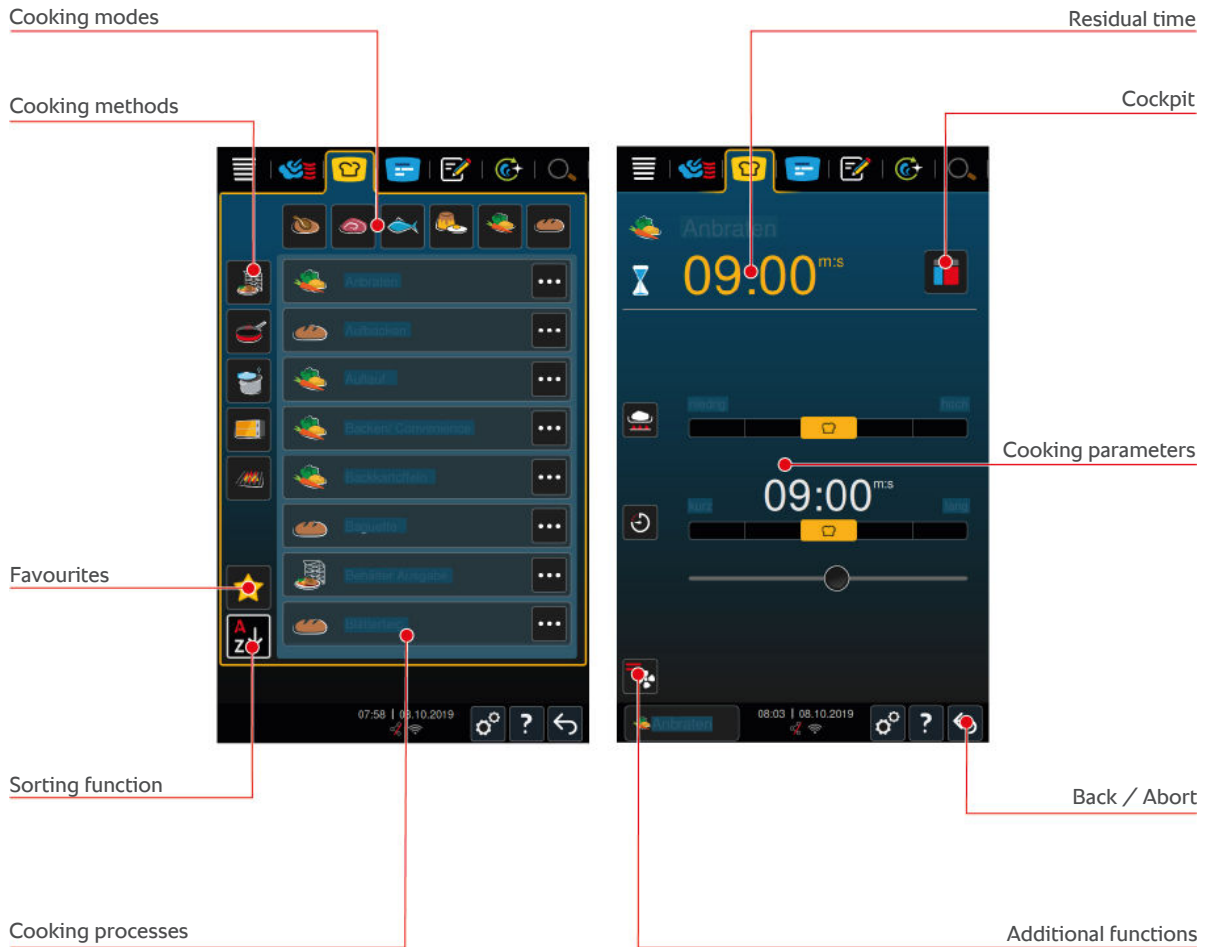 Cooking modes
Residual time
Cooking methods
Cockpit
Anbraten
09:00 m:s
Anbraten
Aufbacken
Auflauf
niedrig hoch
Backen/ Convenience
Cooking parameters
Backkartoffeln
09:00 m:s
kurz lang
Baguette
Favourites
Behälter Ausgabe
Blätterteig
A
Z
07:58 | 08.10.2019
?
Anbraten
08:03 | 08.10.2019
?
Sorting function
Back / Abort
Cooking processes
Additional functions